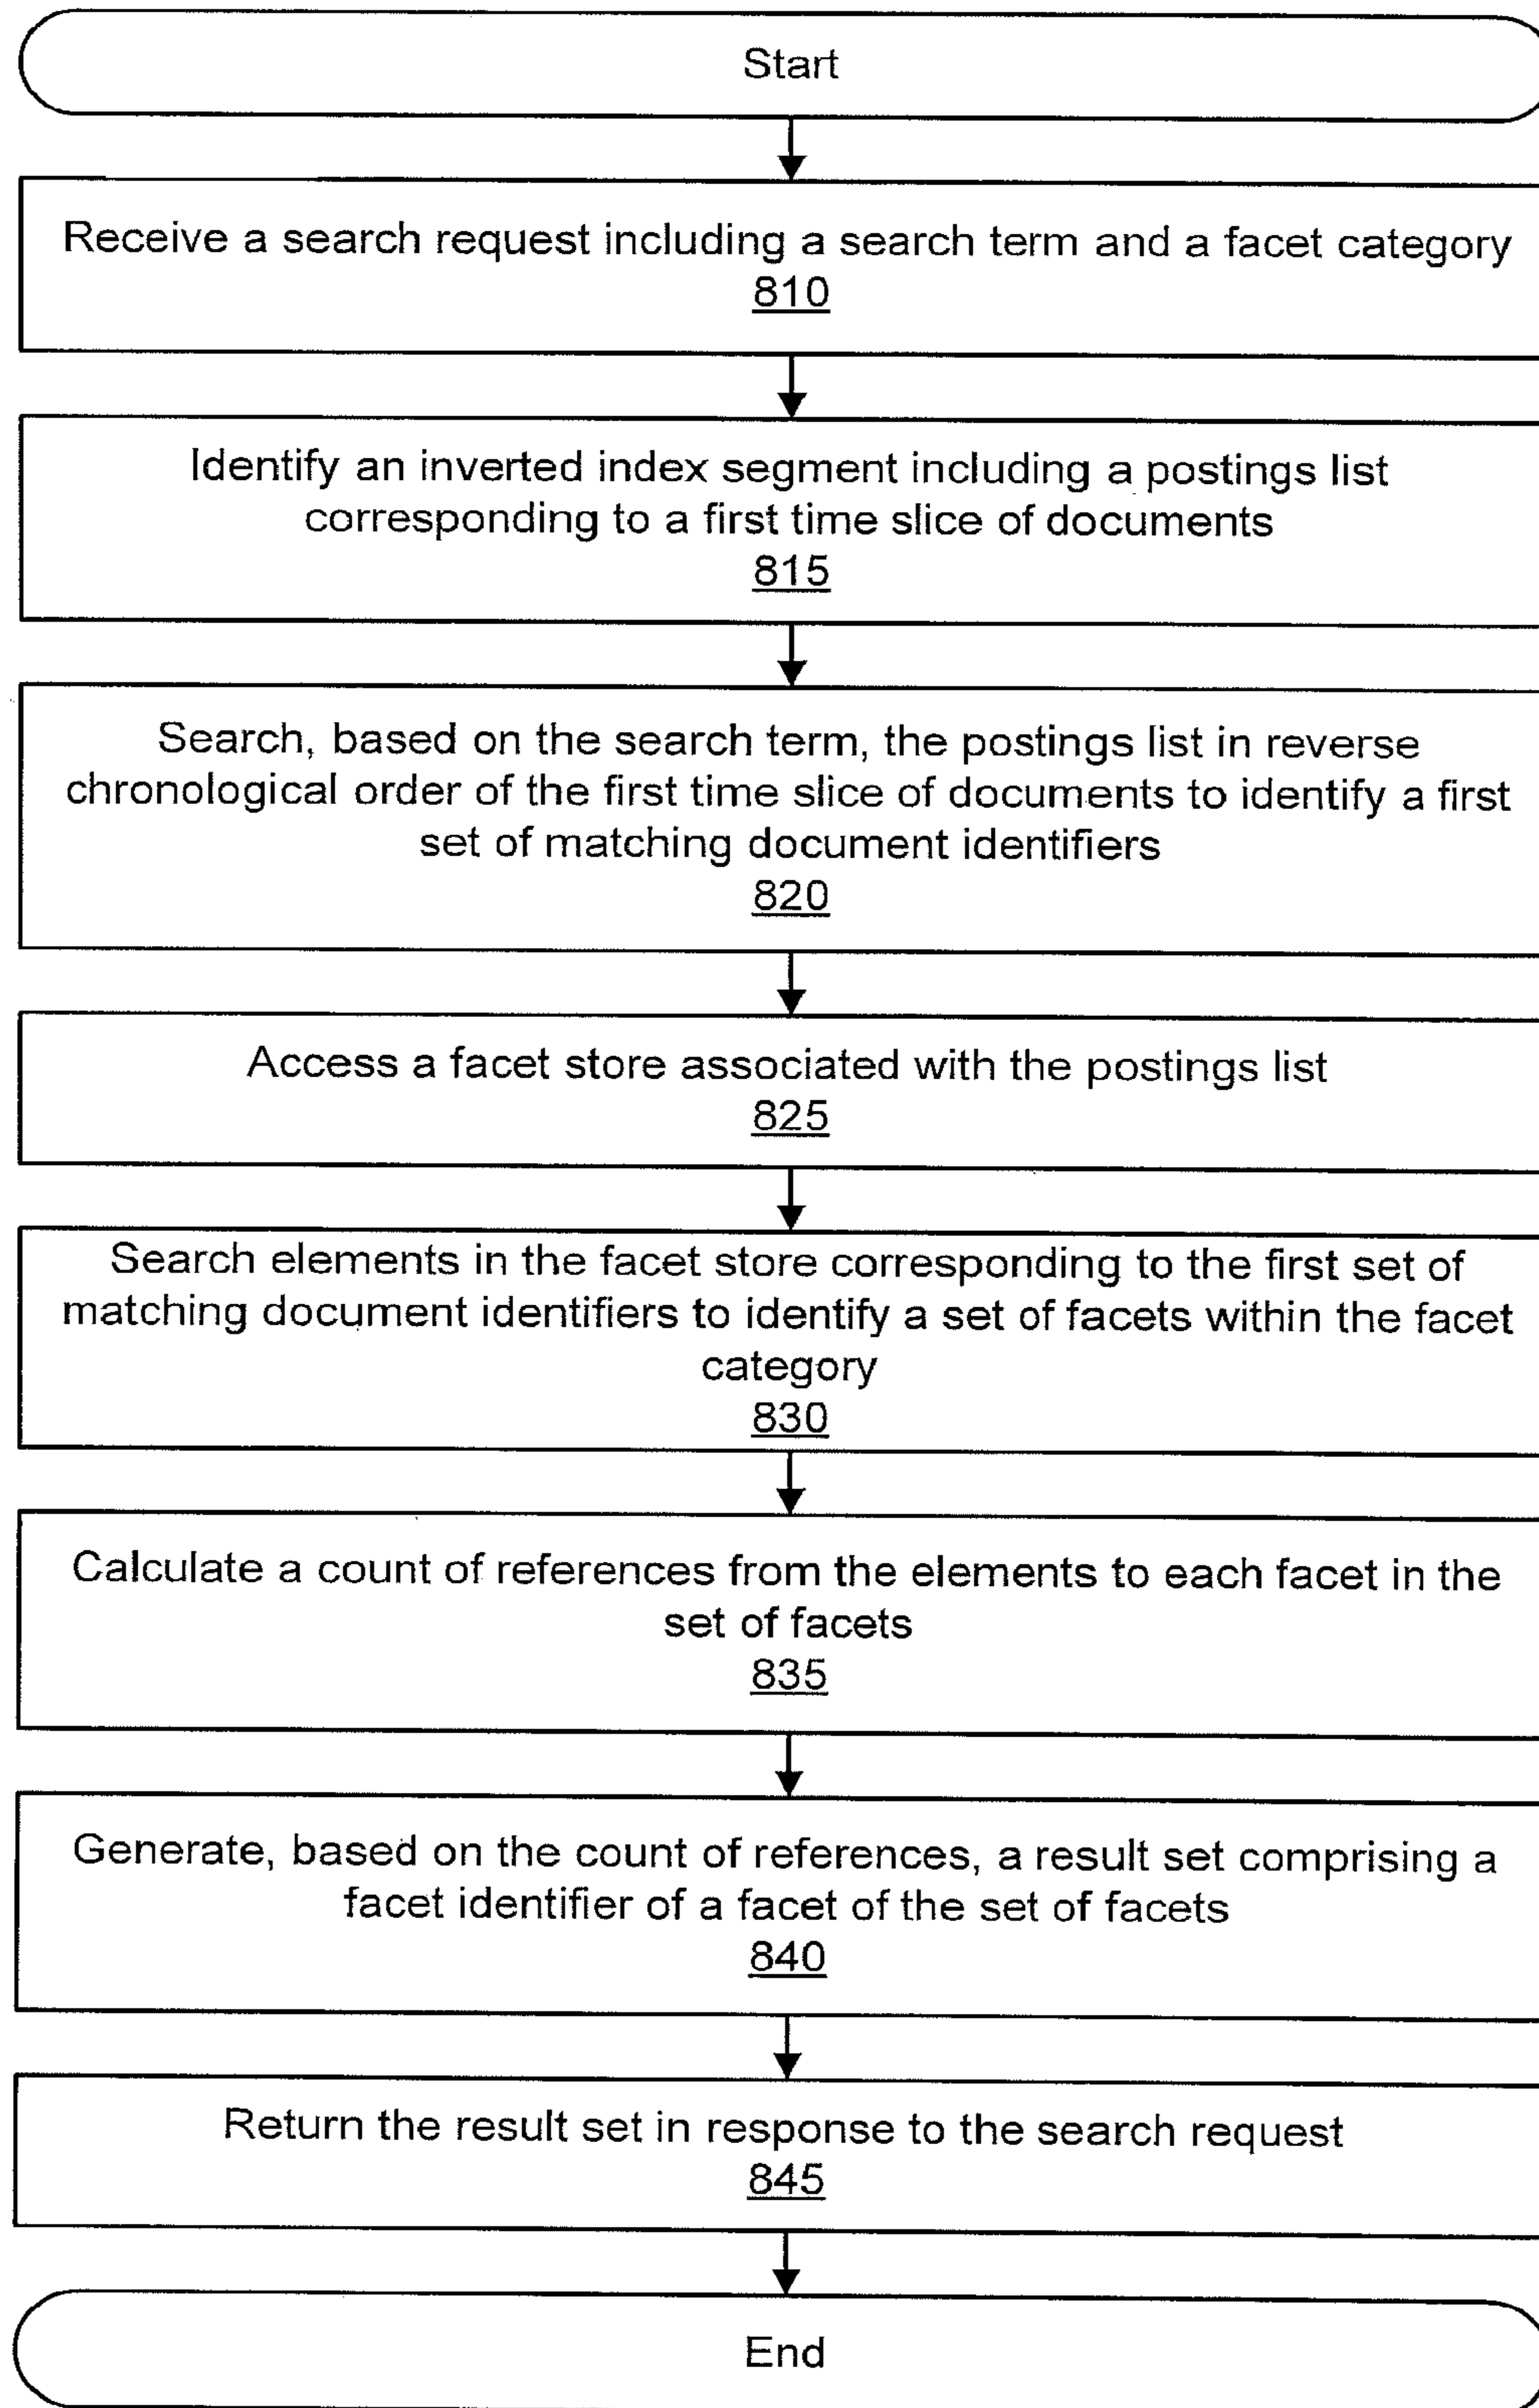 Start
Receive a search request including a search term and a facet category
810
Identify an inverted index segment including a postings list
corresponding to a first time slice of documents
815
Search, based on the search term, the postings list in reverse
chronological order of the first time slice of documents to identify a first
set of matching document identifiers
820
Access a facet store associated with the postings list
825
Search elements in the facet store corresponding to the first set of
matching document identifiers to identify a set of facets within the facet
category
830
Calculate a count of references from the elements to each facet in the
set of facets
835
Generate, based on the count of references, a result set comprising a
facet identifier of a facet of the set of facets
840
Return the result set in response to the search request
845
End